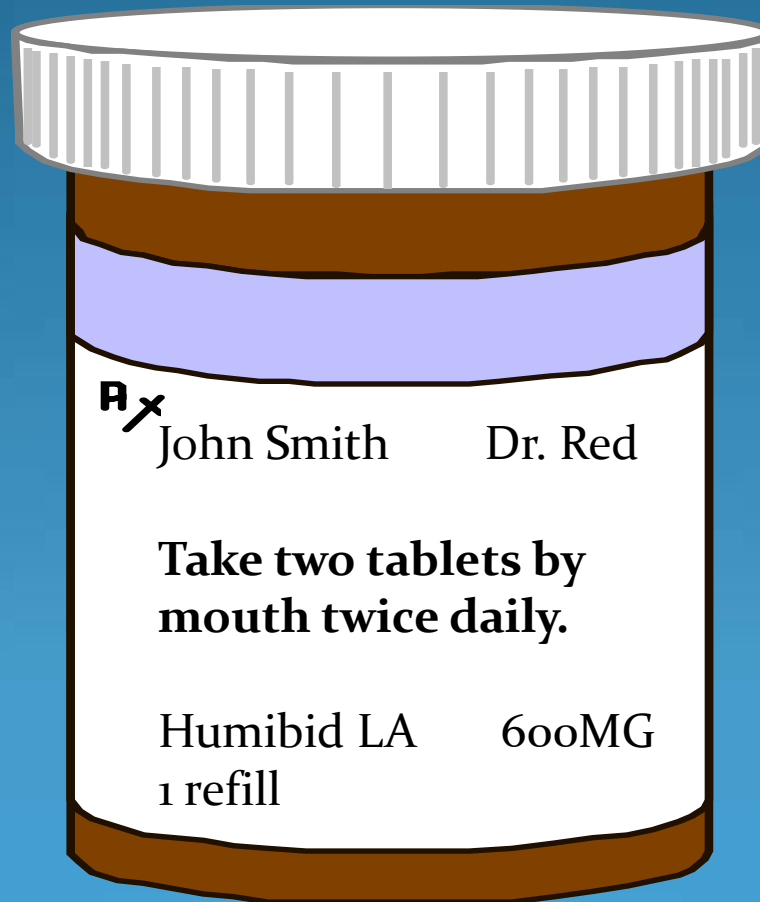 Rx
John Smith Dr. Red
Take two tablets by
mouth twice daily.
Humibid LA 600MG
1 refill